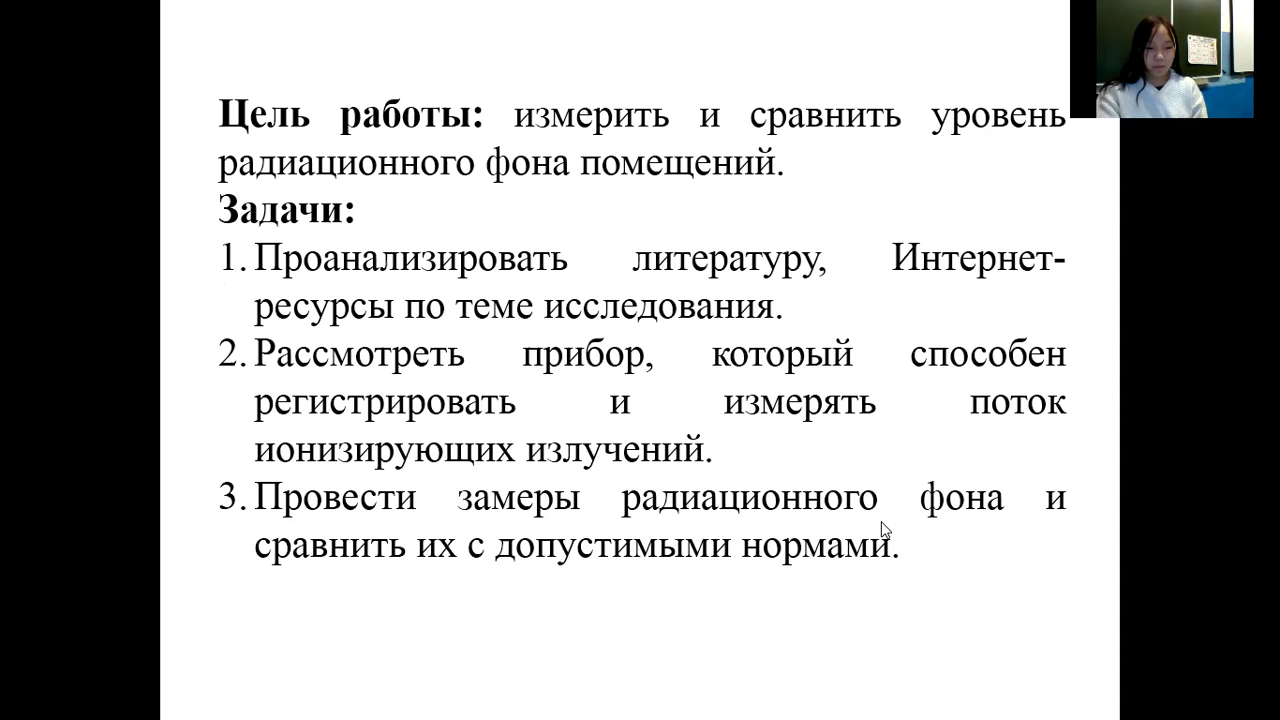 Цель работы: измерить и сравнить уровень
радиационного фона помещений.
Задачи:
1. Проанализировать литературу, Интернет-
ресурсы по теме исследования.
2. Рассмотреть прибор, который способен
регистрировать и измерять поток
ионизирующих излучений.
3. Провести замеры радиационного фона и
сравнить их с допустимыми нормами.